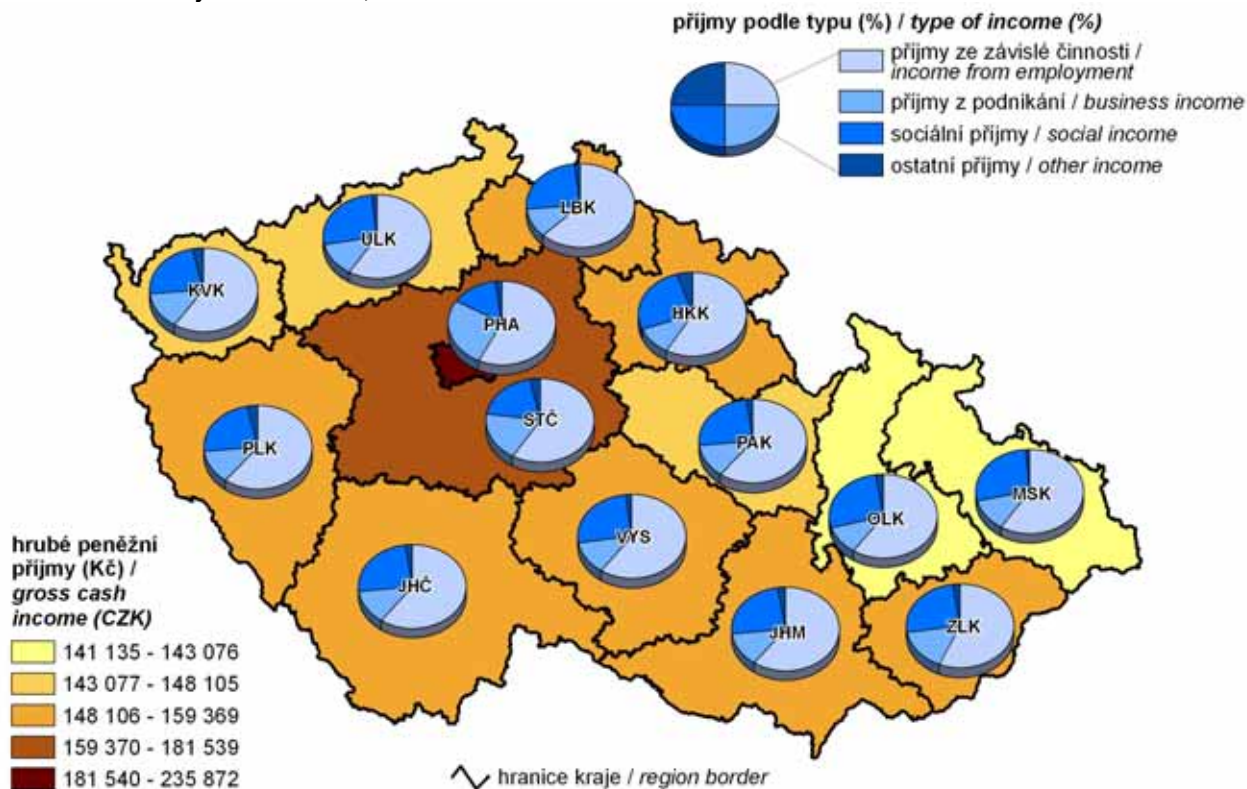 příjmy podle typu (%) / type of income (%)
příjmy ze závislé činnosti /
income from employment
příjmy z podnikání / business income
sociální příjmy / social income
ostatní příjmy / other income
LBK
ULK
KVK
PHA
HKK
STČ
PLK
PAK
MSK
OLK
VYS
JHČ
JHM
ZLK
hrubé peněžní
příjmy (Kč) /
gross cash
income (CZK)
141 135 - 143 076
143 077 - 148 105
148 106 - 159 369
159 370 - 181 539
181 540 - 235 872
hranice kraje / region border